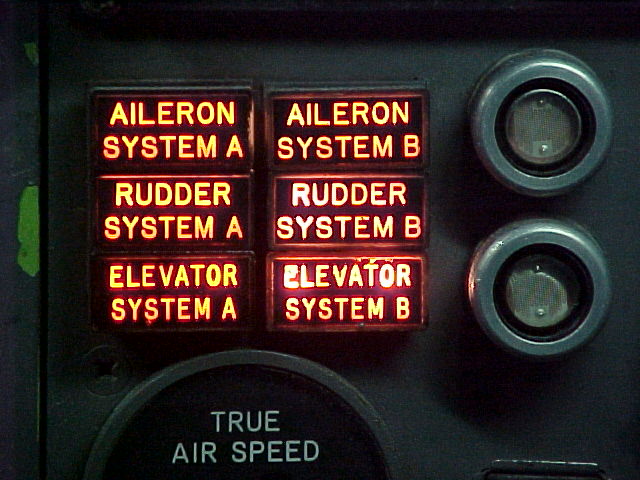 AILERON
SYSTEM A
AILERON
SYSTEM B
RUDDER
SYSTEM A
RUDDER
SYSTEM B
ELEVATOR
SYSTEM A
ELEVATOR
SYSTEM B
TRUE
AIR SPEED